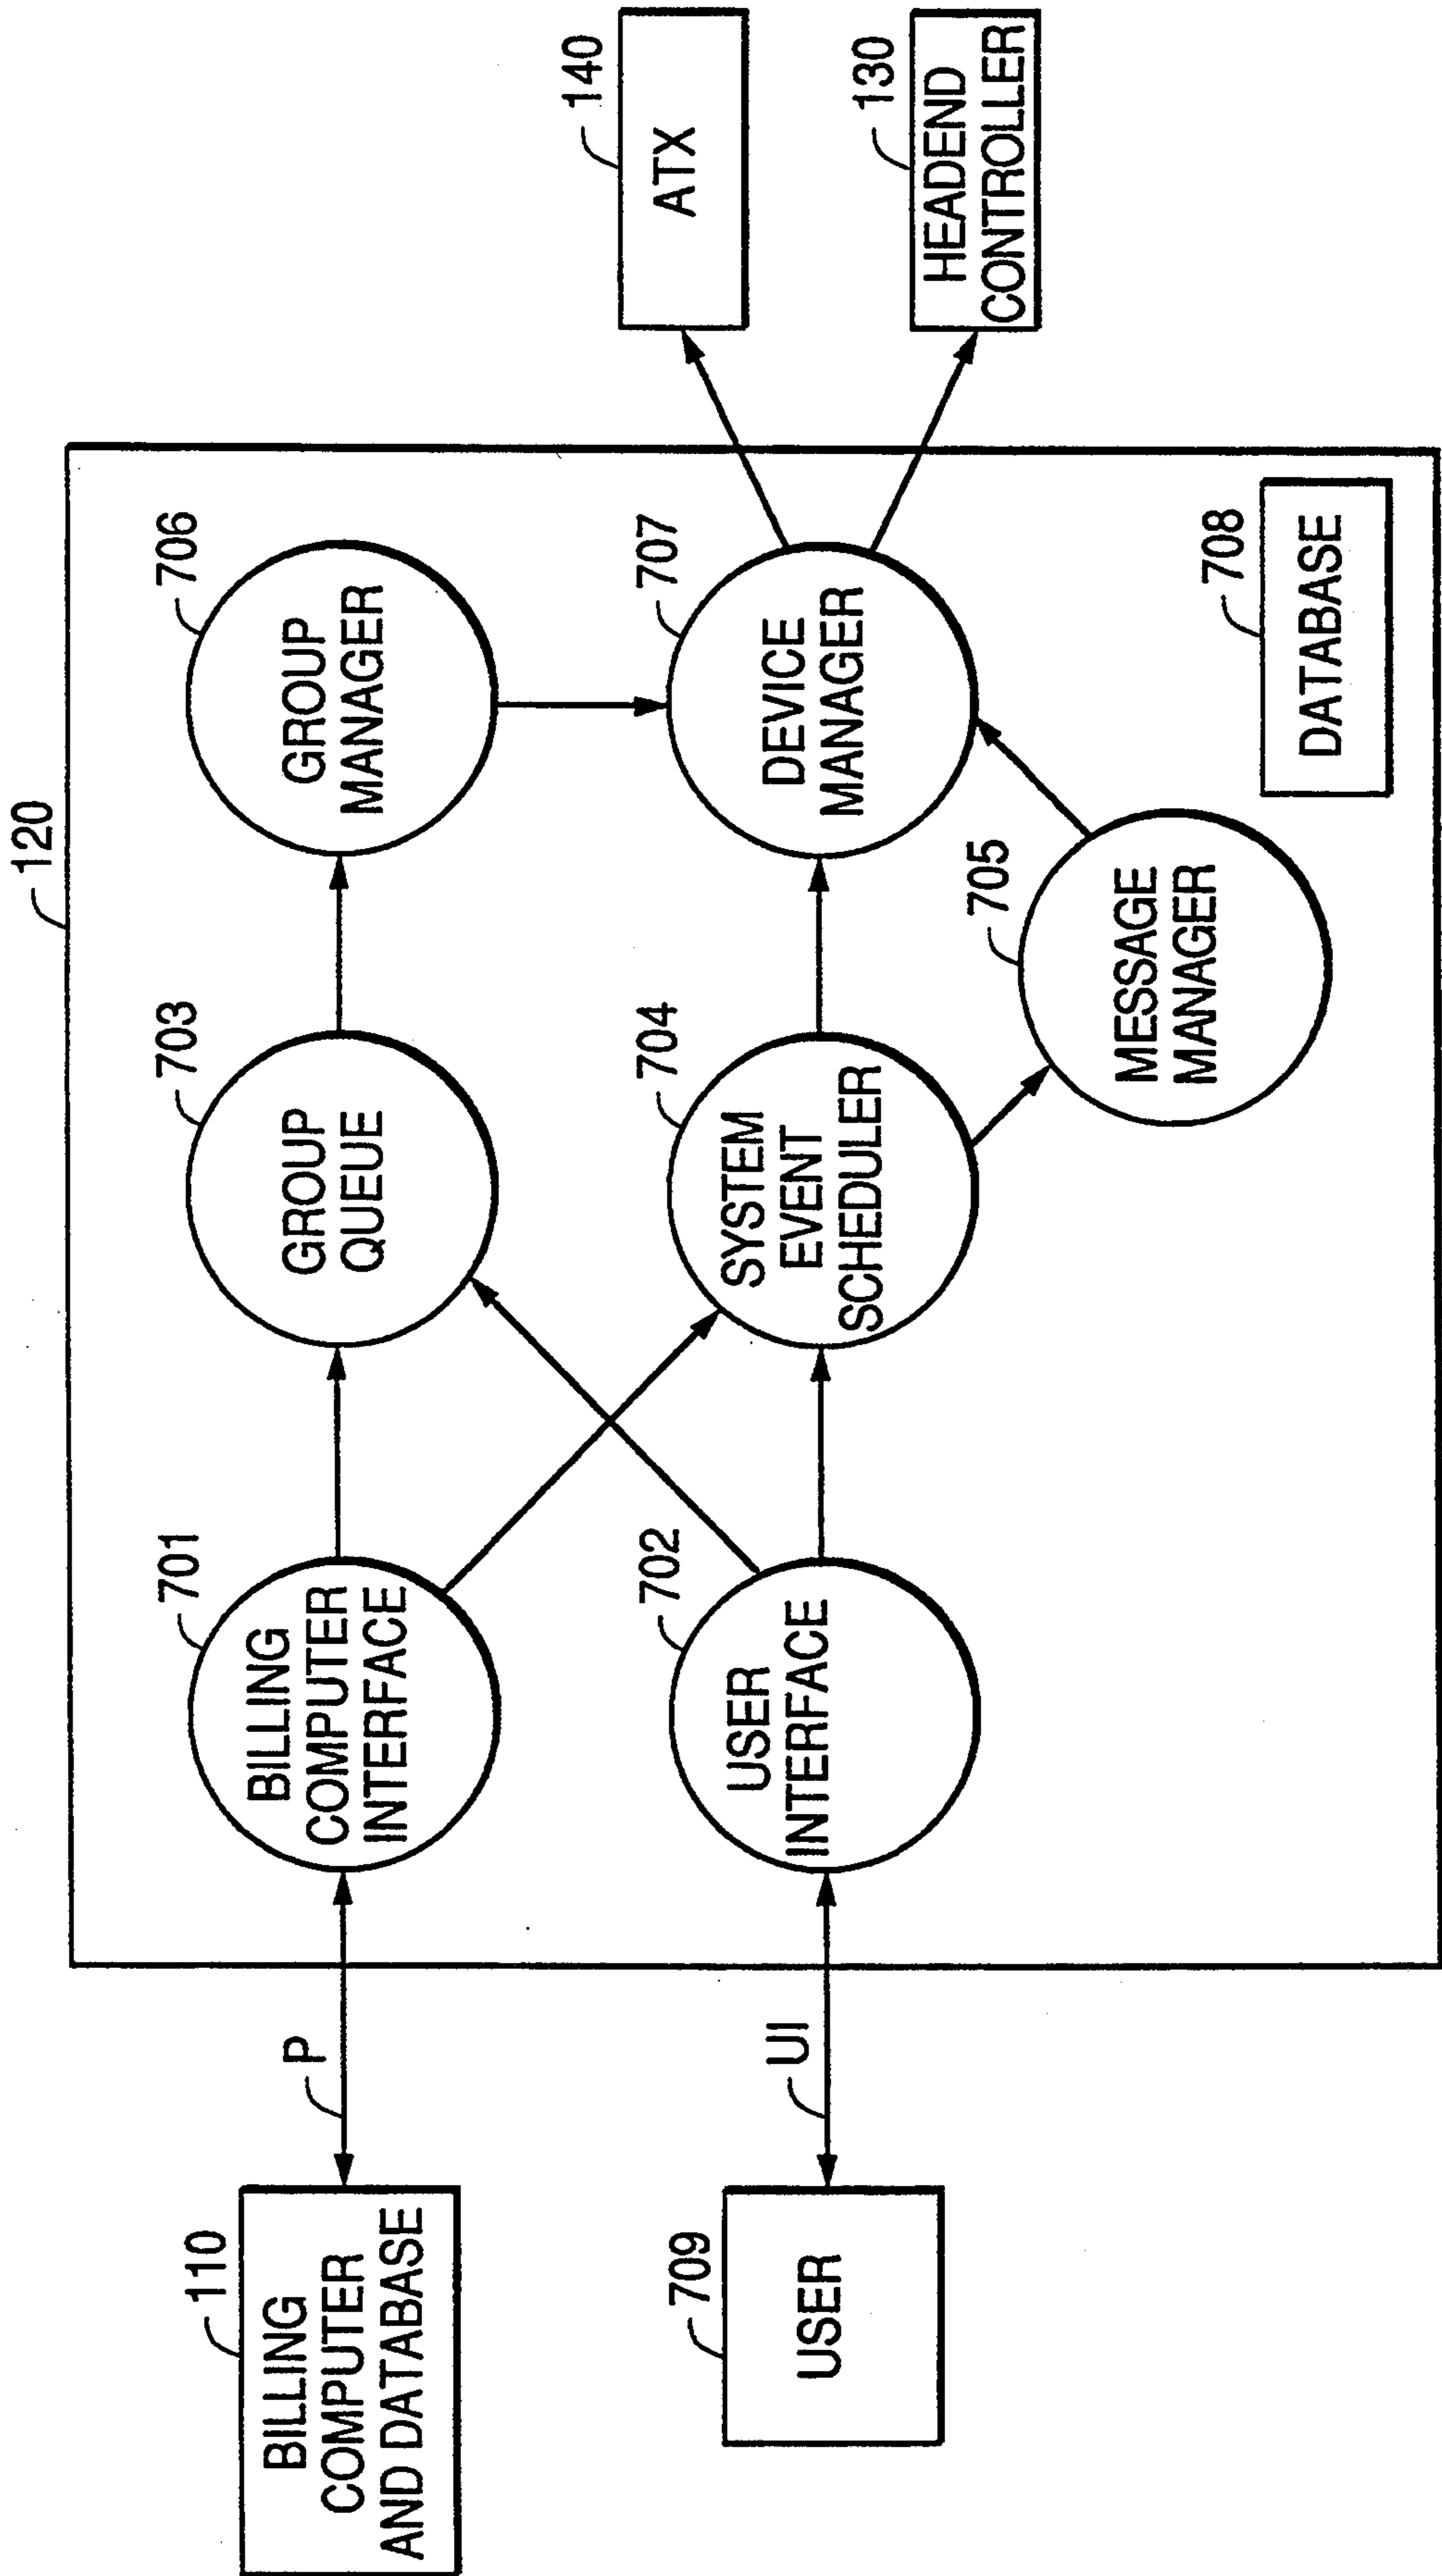 120
110
BILLING
COMPUTER
AND DATABASE
P
701
BILLING
COMPUTER
INTERFACE
703
GROUP
QUEUE
706
GROUP
MANAGER
140
ATX
709
USER
UI
702
USER
INTERFACE
704
SYSTEM
EVENT
SCHEDULER
707
DEVICE
MANAGER
130
HEADEND
CONTROLLER
705
MESSAGE
MANAGER
708
DATABASE